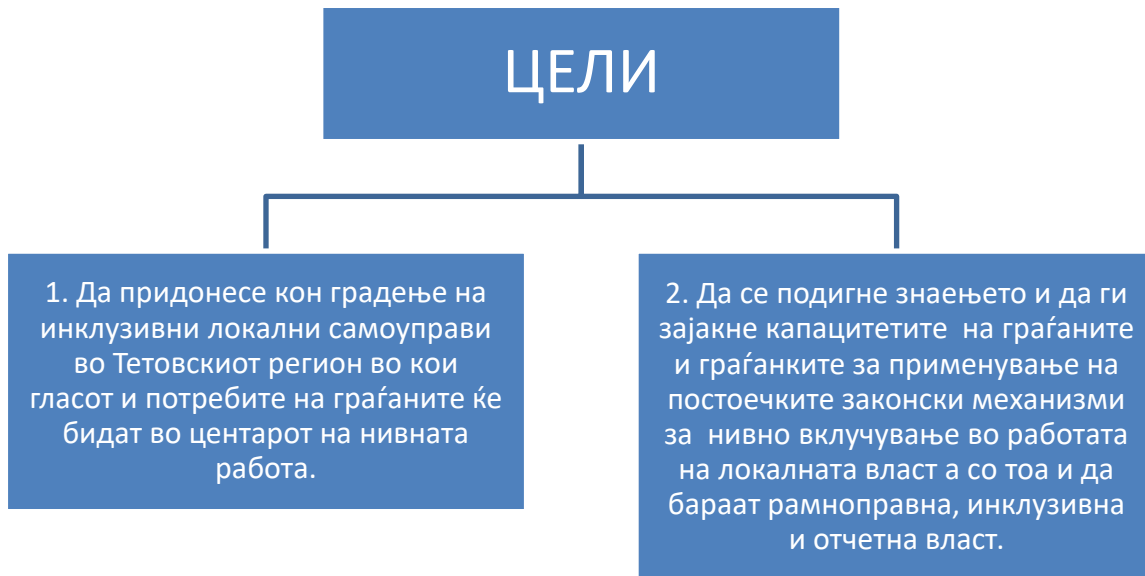 ЦЕЛИ
1. Да придонесе кон градење на
инклузивни локални самоуправи
во Тетовскиот регион во кои
гласот и потребите на граѓаните ќе
бидат во центарот на нивната
работа.
2. Да се подигне знаењето и да ги
зајакне капацитетите  на граѓаните
и граѓанките за применување на
постоечките законски механизми
за  нивно вклучување во работата
на локалната власт а со тоа и да
бараат рамноправна, инклузивна
и отчетна власт.